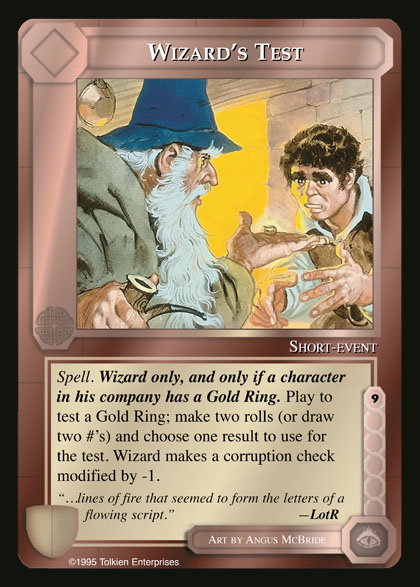 WIZARD'S TEST
SHORT-EVENT
Spell. Wizard only, and only if a character
in his company has a Gold Ring. Play to
test a Gold Ring; make two rolls (or draw
two #'s) and choose one result to use for
the test. Wizard makes a corruption check
modified by -1.
9
“…lines of fire that seemed to form the letters of a
flowing script.” –LotR
ART BY ANGUS MCBRIDE
©1995 Tolkien Enterprises